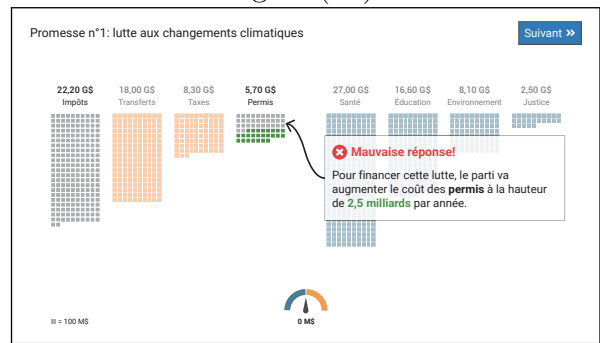 Promesse n°1: lutte aux changements climatiques
Suivant »
22,20 G$ 18,00 G$ 8,30 G$ 5,70 G$ 27,00 G$ 16,60 G$ 8,10 G$ 2,50 G$
Impôts Transferts Taxes Permis Santé Éducation Environnement Justice
Mauvaise réponse!
Pour financer cette lutte, le parti va
augmenter le coût des permis à la hauteur
de 2,5 milliards par année.
= 100 M$
0 M$